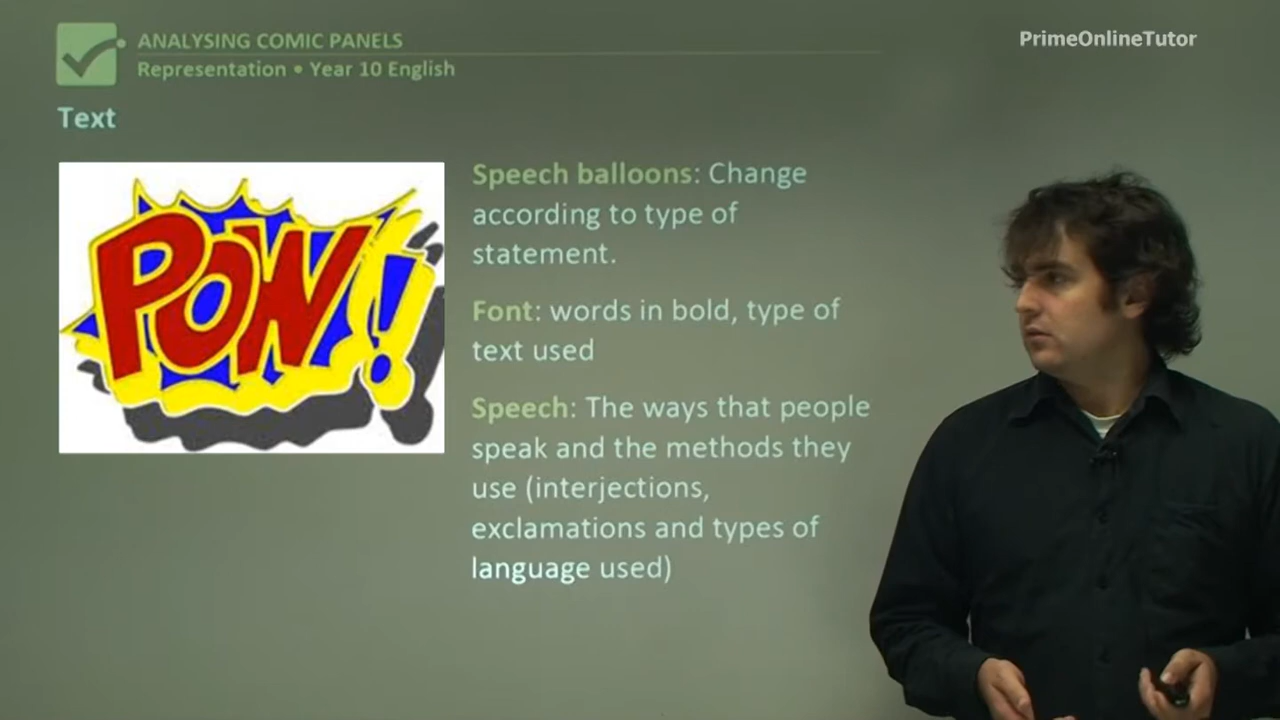 ANALYSING COMIC PANELS
Representation • Year 10 English
PrimeOnlineTutor
Text
POW!
Speech balloons: Change
according to type of
statement.
Font: words in bold, type of
text used
Speech: The ways that people
speak and the methods they
use (interjections,
exclamations and types of
language used)